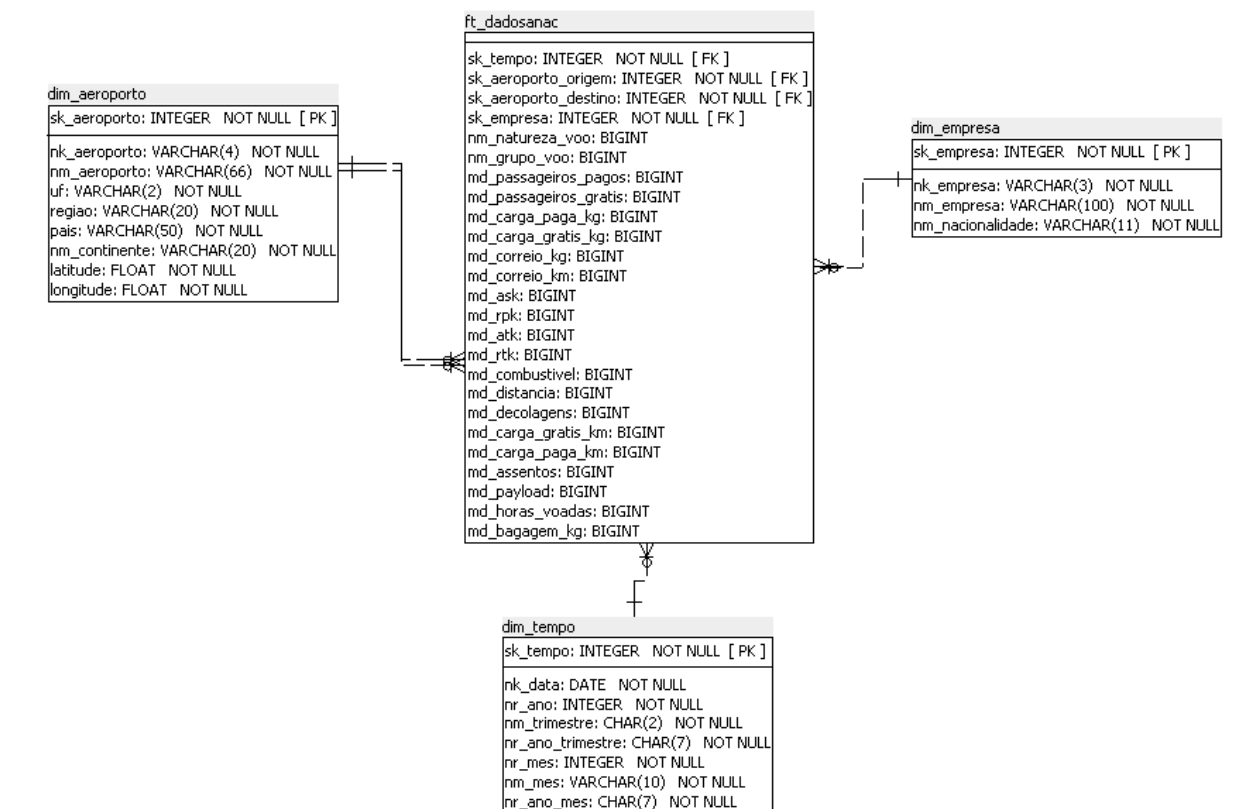 ft_dadosanac
sk_tempo: INTEGER NOT NULL [ FK ]
sk_aeroporto_origem: INTEGER NOT NULL [ FK ]
sk_aeroporto_destino: INTEGER NOT NULL [ FK ]
sk_empresa: INTEGER NOT NULL [ FK ]
nm_natureza_voo: BIGINT
nm_grupo_voo: BIGINT
md_passageiros_pagos: BIGINT
md_passageiros_gratis: BIGINT
md_carga_paga_kg: BIGINT
md_carga_gratis_kg: BIGINT
md_correio_kg: BIGINT
md_correio_km: BIGINT
md_ask: BIGINT
md_rpk: BIGINT
md_atk: BIGINT
md_rtk: BIGINT
md_combustivel: BIGINT
md_distancia: BIGINT
md_decolagens: BIGINT
md_carga_gratis_km: BIGINT
md_carga_paga_km: BIGINT
md_assentos: BIGINT
md_payload: BIGINT
md_horas_voadas: BIGINT
md_bagagem_kg: BIGINT
dim_aeroporto
sk_aeroporto: INTEGER NOT NULL [ PK ]
nk_aeroporto: VARCHAR(4) NOT NULL
nm_aeroporto: VARCHAR(66) NOT NULL
uf: VARCHAR(2) NOT NULL
regiao: VARCHAR(20) NOT NULL
pais: VARCHAR(50) NOT NULL
nm_continente: VARCHAR(20) NOT NULL
latitude: FLOAT NOT NULL
longitude: FLOAT NOT NULL
dim_empresa
sk_empresa: INTEGER NOT NULL [ PK ]
nk_empresa: VARCHAR(3) NOT NULL
nm_empresa: VARCHAR(100) NOT NULL
nm_nacionalidade: VARCHAR(11) NOT NULL
dim_tempo
sk_tempo: INTEGER NOT NULL [ PK ]
nk_data: DATE NOT NULL
nr_ano: INTEGER NOT NULL
nm_trimestre: CHAR(2) NOT NULL
nr_ano_trimestre: CHAR(7) NOT NULL
nr_mes: INTEGER NOT NULL
nm_mes: VARCHAR(10) NOT NULL
nr_ano_mes: CHAR(7) NOT NULL